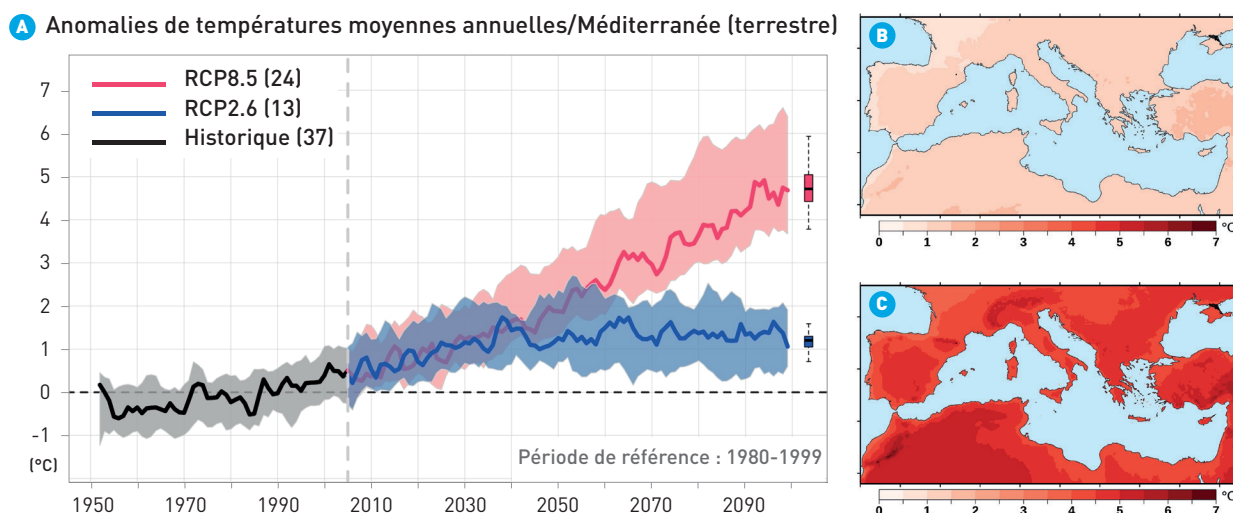 A Anomalies de températures moyennes annuelles/Méditerranée (terrestre)
RCP8.5 (24)
RCP2.6 (13)
Historique (37)
7
6
5
4
3
2
1
0
-1
(°C)
Période de référence : 1980-1999
1950 1970 1990 2010 2030 2050 2070 2090
B
°C
0 1 2 3 4 5 6 7
C
°C
0 1 2 3 4 5 6 7